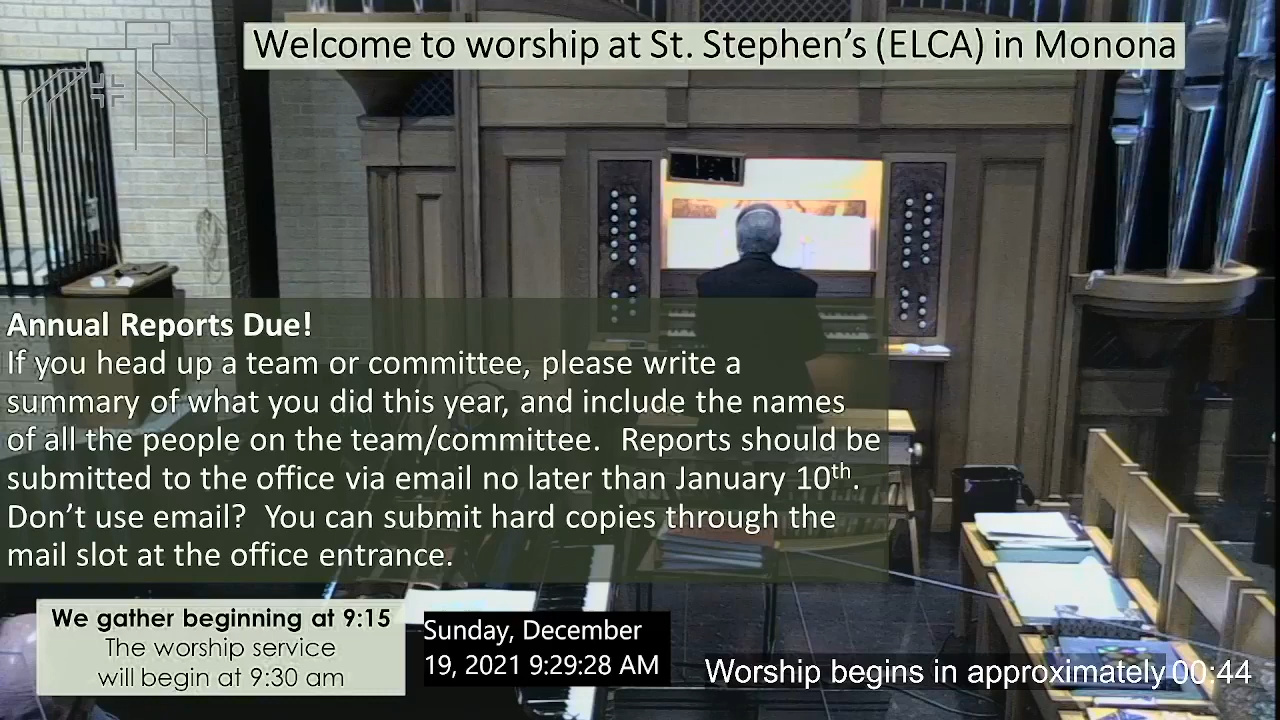 Welcome to worship at St. Stephen's (ELCA) in Monona
Annual Reports Due!
If you head up a team or committee, please write a
summary of what you did this year, and include the names
of all the people on the team/committee.  Reports should be
submitted to the office via email no later than January 10th.
Don't use email?  You can submit hard copies through the
mail slot at the office entrance.
We gather beginning at 9:15
The worship service
will begin at 9:30 am
Sunday, December
19, 2021 9:29:28 AM
Worship begins in approximately 00:44